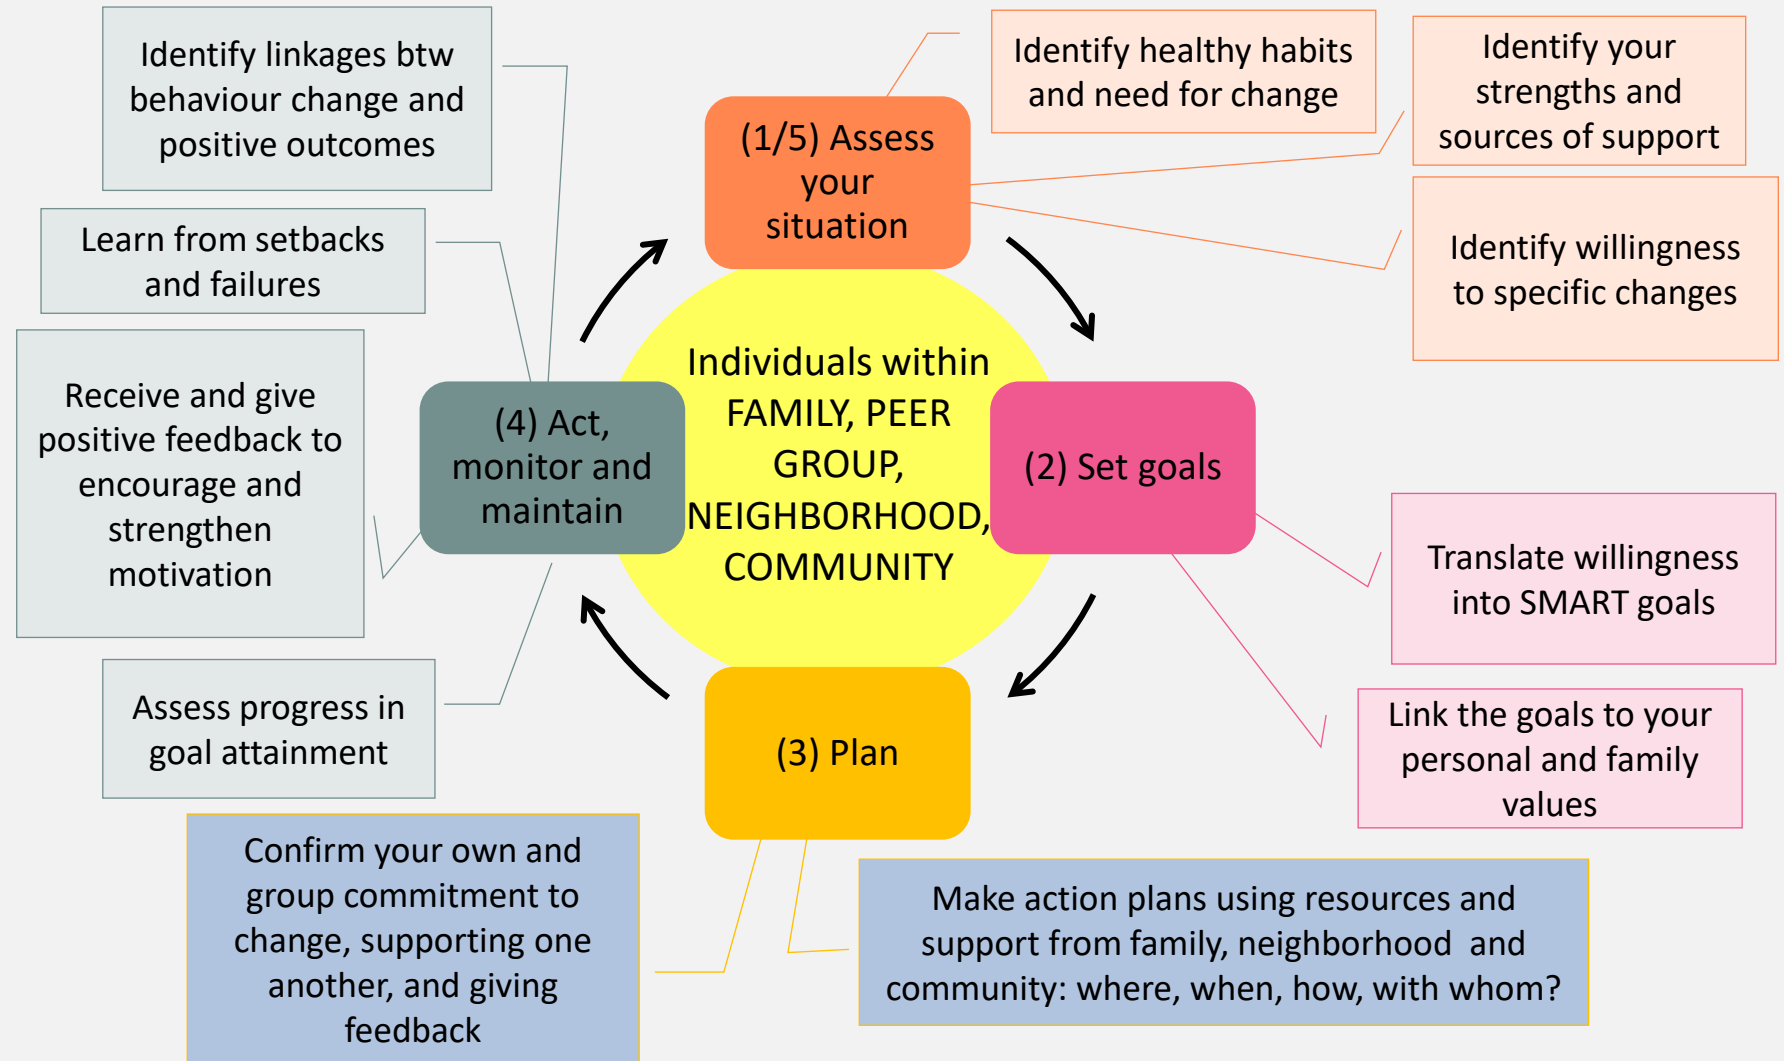 Identify linkages btw
behaviour change and
positive outcomes
Learn from setbacks
and failures
Receive and give
positive feedback to
encourage and
strengthen
motivation
Assess progress in
goal attainment
(1/5) Assess
your
situation
Identify healthy habits
and need for change
Identify your
strengths and
sources of support
Identify willingness
to specific changes
Individuals within
FAMILY, PEER
GROUP,
NEIGHBORHOOD,
COMMUNITY
(4) Act,
monitor and
maintain
(2) Set goals
Translate willingness
into SMART goals
Link the goals to your
personal and family
values
(3) Plan
Confirm your own and
group commitment to
change, supporting one
another, and giving
feedback
Make action plans using resources and
support from family, neighborhood and
community: where, when, how, with whom?